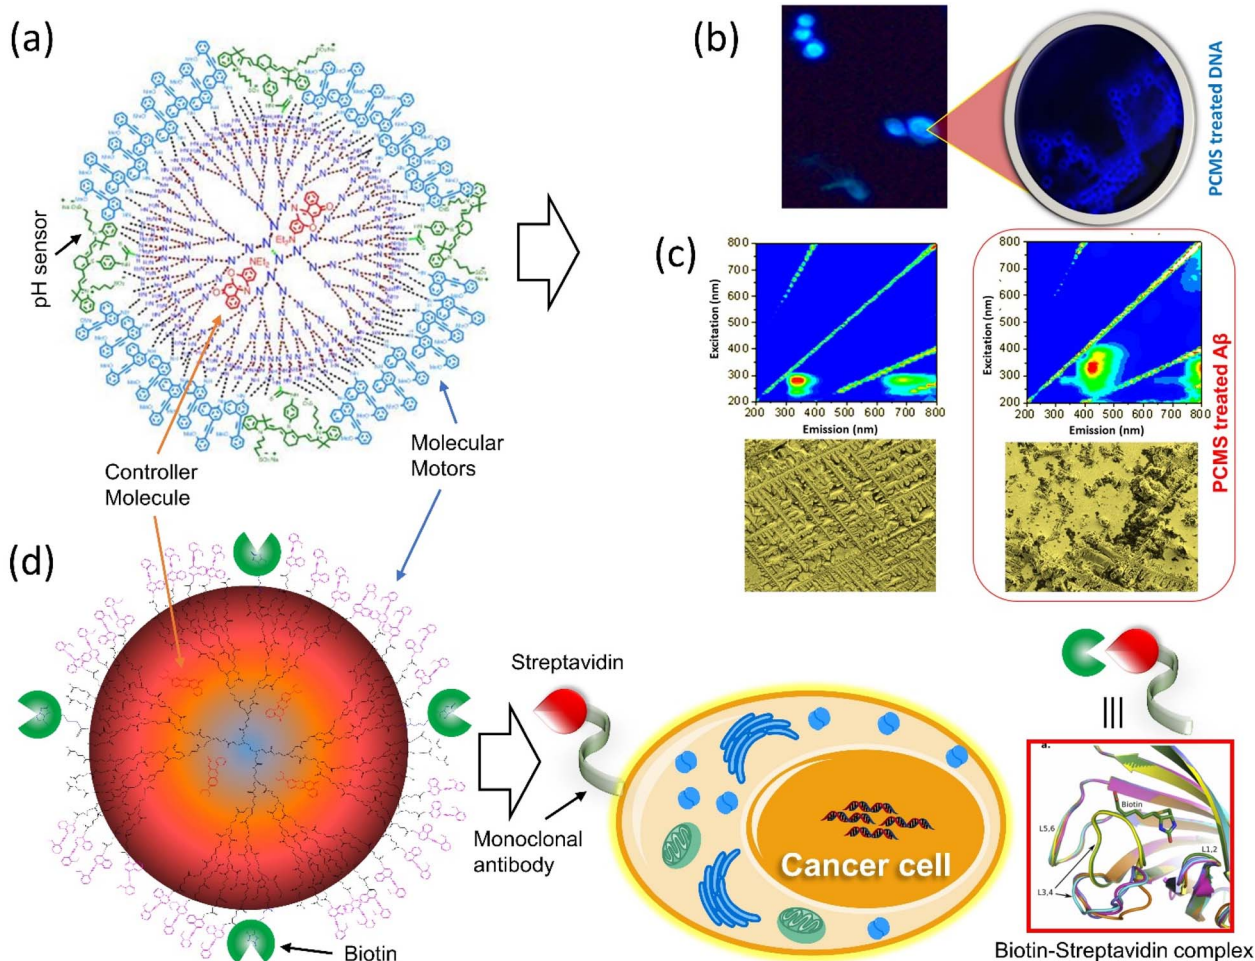 (a)
pH sensor
NEt₂
Et₂N
Controller
Molecule
Molecular
Motors
(b)
PCMS treated DNA
(c)
800
700
600
500
400
300
200
Excitation (nm)
200 300 400 500 600 700 800
Emission (nm)
800
700
600
500
400
300
200
Excitation (nm)
200 300 400 500 600 700 800
Emission (nm)
PCMS treated Aβ
(d)
Biotin
Streptavidin
Monoclonal
antibody
Cancer cell
a.
Biotin
L5,6
L1,2
L3,4
Biotin-Streptavidin complex